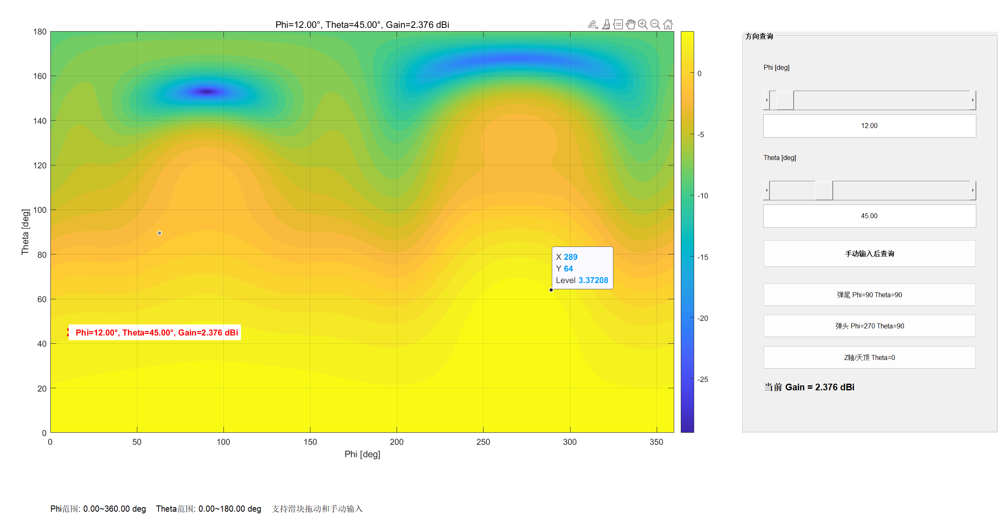 Phi=12.00°, Theta=45.00°, Gain=2.376 dBi
180
160
140
120
100
80
60
40
20
0
Theta [deg]
0
50
100
150
200
250
300
350
Phi [deg]
X 289
Y 64
Level 3.37208
Phi=12.00°, Theta=45.00°, Gain=2.376 dBi
0
-5
-10
-15
-20
-25
方向查询
Phi [deg]
12.00
Theta [deg]
45.00
手动输入后查询
弹尾 Phi=90 Theta=90
弹头 Phi=270 Theta=90
Z轴/天顶 Theta=0
当前 Gain = 2.376 dBi
Phi范围: 0.00~360.00 deg Theta范围: 0.00~180.00 deg 支持滑块拖动和手动输入